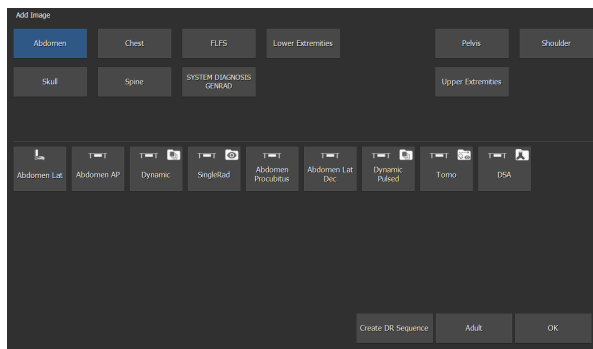 Add Image
Abdomen Chest FLFS Lower Extremities Pelvis Shoulder
Skull Spine SYSTEM DIAGNOSIS GENRAD Upper Extremities
Abdomen Lat T T Abdomen AP T T Dynamic T T SingleRad T T Abdomen Procubitus T T Abdomen Lat Dec T T Dynamic Pulsed T T Tomo T T DSA
Create DR Sequence Adult OK